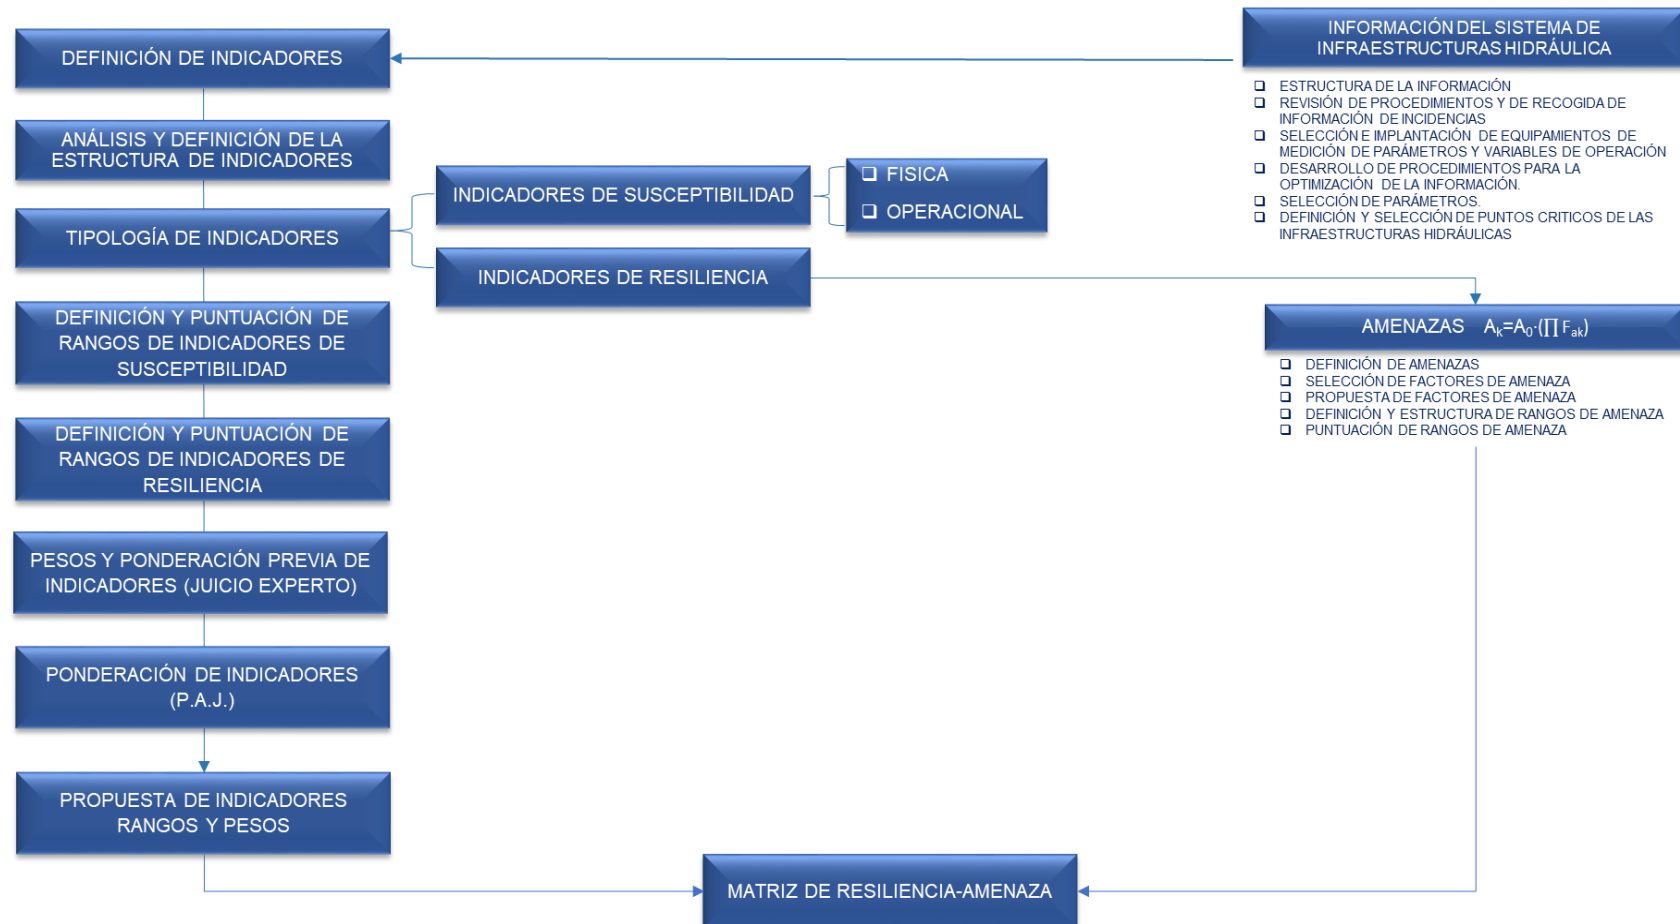 DEFINICIÓN DE INDICADORES
INFORMACIÓN DEL SISTEMA DE
INFRAESTRUCTURAS HIDRÁULICA
❑ ESTRUCTURA DE LA INFORMACIÓN
❑ REVISIÓN DE PROCEDIMIENTOS Y DE RECOGIDA DE
INFORMACIÓN DE INCIDENCIAS
❑ SELECCIÓN E IMPLANTACIÓN DE EQUIPAMIENTOS DE
MEDICIÓN DE PARÁMETROS Y VARIABLES DE OPERACIÓN
❑ DESARROLLO DE PROCEDIMIENTOS PARA LA
OPTIMIZACIÓN DE LA INFORMACIÓN.
❑ SELECCIÓN DE PARÁMETROS.
❑ DEFINICIÓN Y SELECCIÓN DE PUNTOS CRITICOS DE LAS
INFRAESTRUCTURAS HIDRÁULICAS
ANÁLISIS Y DEFINICIÓN DE LA
ESTRUCTURA DE INDICADORES
TIPOLOGÍA DE INDICADORES
INDICADORES DE SUSCEPTIBILIDAD
❑ FISICA
❑ OPERACIONAL
INDICADORES DE RESILIENCIA
AMENAZAS Aₖ=A₀·(∏ Fₐₖ)
❑ DEFINICIÓN DE AMENAZAS
❑ SELECCIÓN DE FACTORES DE AMENAZA
❑ PROPUESTA DE FACTORES DE AMENAZA
❑ DEFINICIÓN Y ESTRUCTURA DE RANGOS DE AMENAZA
❑ PUNTUACIÓN DE RANGOS DE AMENAZA
DEFINICIÓN Y PUNTUACIÓN DE
RANGOS DE INDICADORES DE
SUSCEPTIBILIDAD
DEFINICIÓN Y PUNTUACIÓN DE
RANGOS DE INDICADORES DE
RESILIENCIA
PESOS Y PONDERACIÓN PREVIA DE
INDICADORES (JUICIO EXPERTO)
PONDERACIÓN DE INDICADORES
(P.A.J.)
PROPUESTA DE INDICADORES
RANGOS Y PESOS
MATRIZ DE RESILIENCIA-AMENAZA